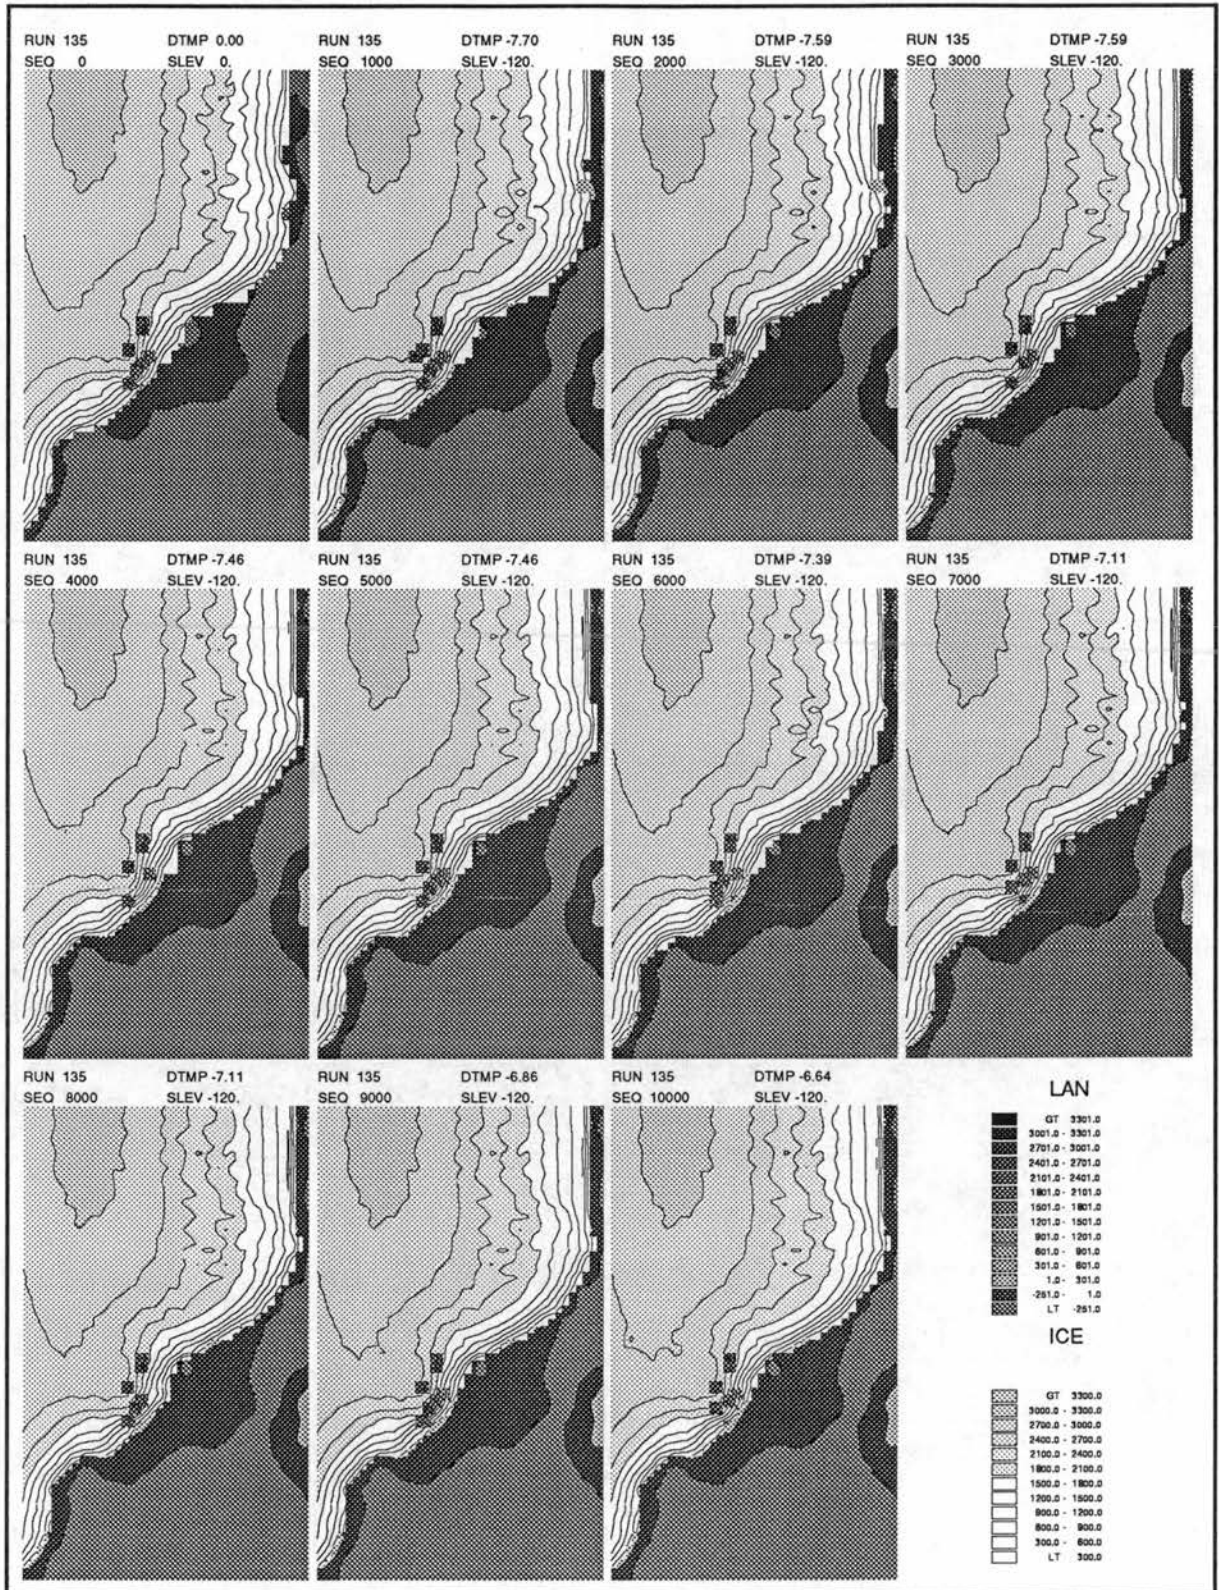 RUN 135 DTMP 0.00
SEQ 0 SLEV 0.
RUN 135 DTMP -7.70
SEQ 1000 SLEV -120.
RUN 135 DTMP -7.59
SEQ 2000 SLEV -120.
RUN 135 DTMP -7.59
SEQ 3000 SLEV -120.
RUN 135 DTMP -7.46
SEQ 4000 SLEV -120.
RUN 135 DTMP -7.46
SEQ 5000 SLEV -120.
RUN 135 DTMP -7.39
SEQ 6000 SLEV -120.
RUN 135 DTMP -7.11
SEQ 7000 SLEV -120.
RUN 135 DTMP -7.11
SEQ 8000 SLEV -120.
RUN 135 DTMP -6.86
SEQ 9000 SLEV -120.
RUN 135 DTMP -6.64
SEQ 10000 SLEV -120.
LAN
GT 3301.0
3001.0 - 3301.0
2701.0 - 3001.0
2401.0 - 2701.0
2101.0 - 2401.0
1801.0 - 2101.0
1501.0 - 1801.0
1201.0 - 1501.0
901.0 - 1201.0
601.0 - 901.0
301.0 - 601.0
1.0 - 301.0
-251.0 - 1.0
LT -251.0
ICE
GT 3300.0
3000.0 - 3300.0
2700.0 - 3000.0
2400.0 - 2700.0
2100.0 - 2400.0
1800.0 - 2100.0
1500.0 - 1800.0
1200.0 - 1500.0
900.0 - 1200.0
600.0 - 900.0
300.0 - 600.0
LT 300.0